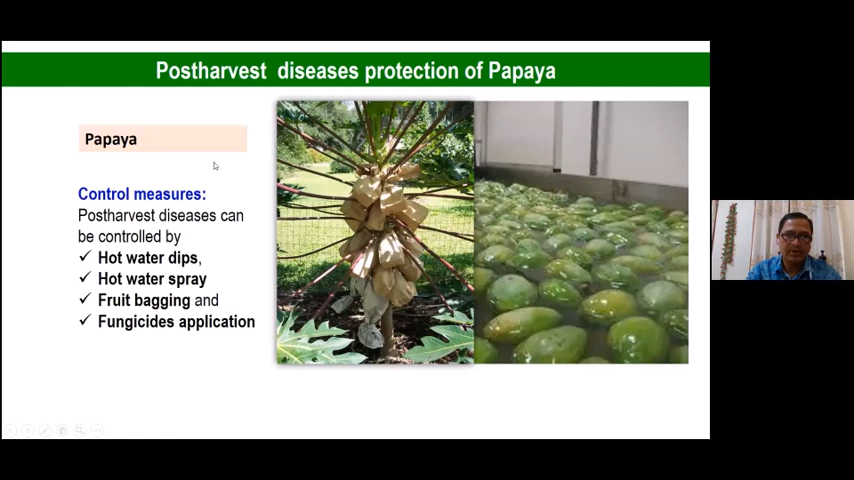 Postharvest diseases protection of Papaya
Papaya
Control measures:
Postharvest diseases can
be controlled by
✓ Hot water dips,
✓ Hot water spray
✓ Fruit bagging and
✓ Fungicides application